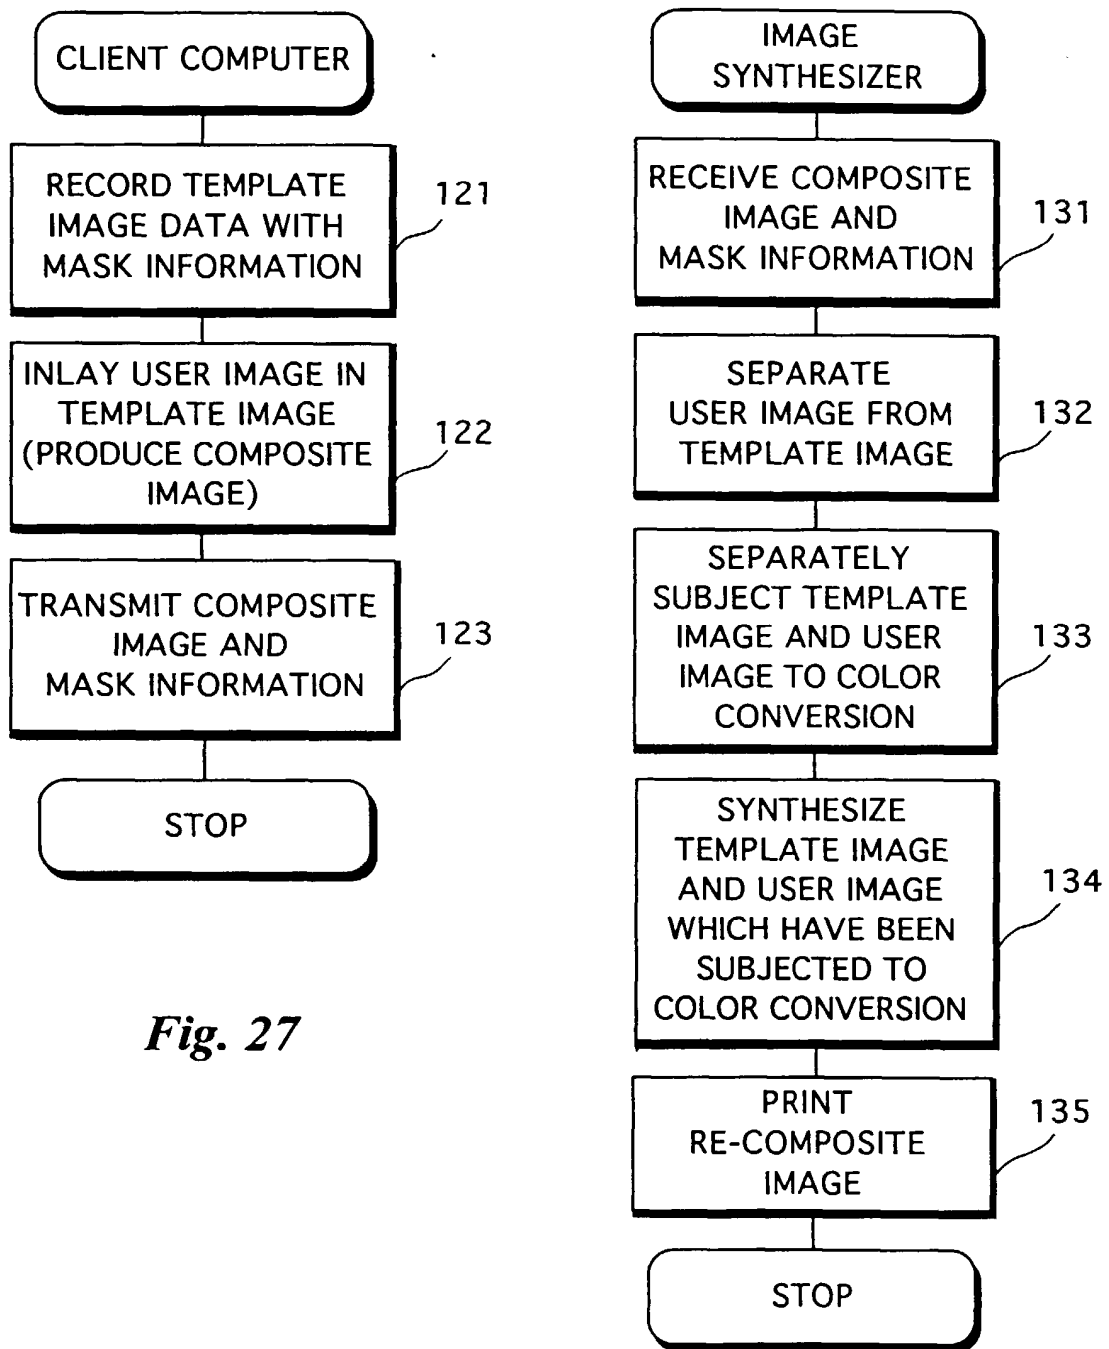 CLIENT COMPUTER
RECORD TEMPLATE
IMAGE DATA WITH
MASK INFORMATION
121
INLAY USER IMAGE IN
TEMPLATE IMAGE
(PRODUCE COMPOSITE
IMAGE)
122
TRANSMIT COMPOSITE
IMAGE AND
MASK INFORMATION
123
STOP
Fig. 27
IMAGE
SYNTHESIZER
RECEIVE COMPOSITE
IMAGE AND
MASK INFORMATION
131
SEPARATE
USER IMAGE FROM
TEMPLATE IMAGE
132
SEPARATELY
SUBJECT TEMPLATE
IMAGE AND USER
IMAGE TO COLOR
CONVERSION
133
SYNTHESIZE
TEMPLATE IMAGE
AND USER IMAGE
WHICH HAVE BEEN
SUBJECTED TO
COLOR CONVERSION
134
PRINT
RE-COMPOSITE
IMAGE
135
STOP